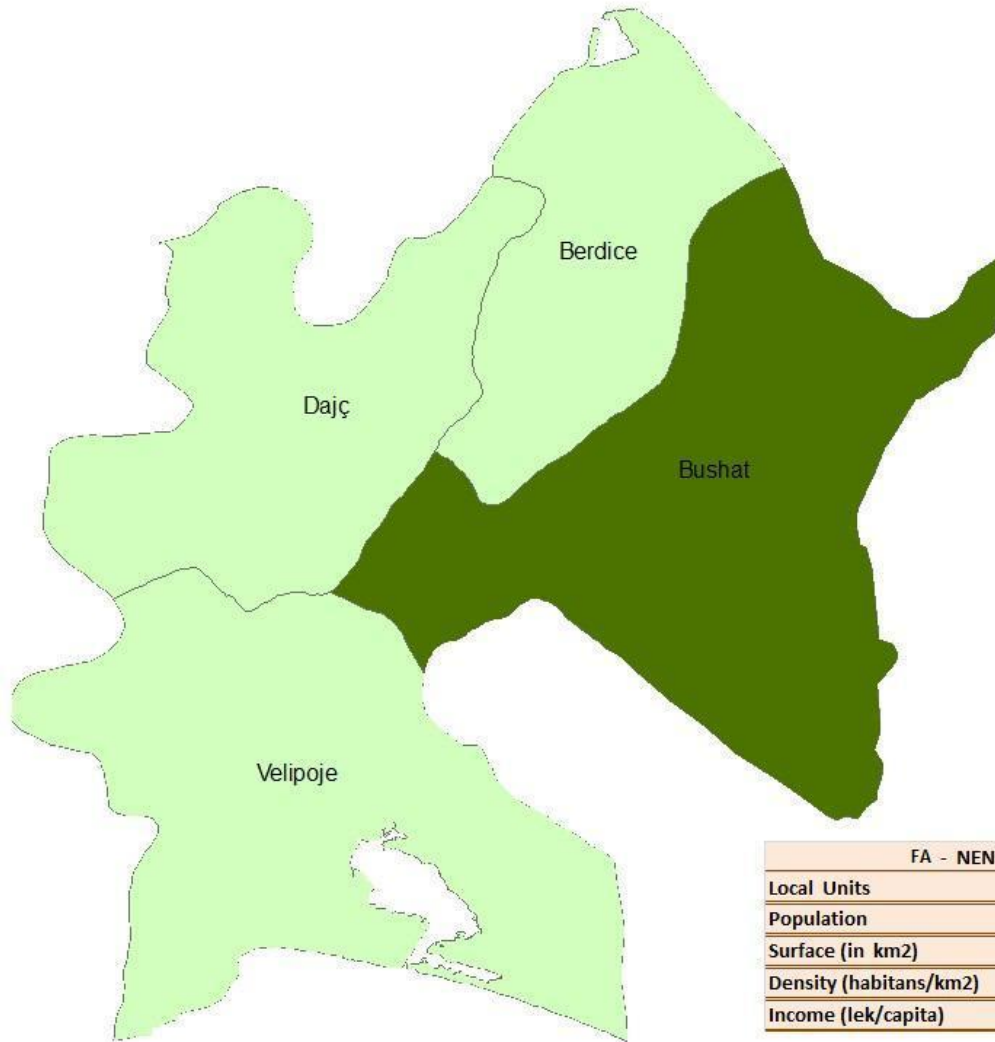 Berdice
Dajç
Bushat
Velipoje
FA - NEN
Local Units
Population
Surface (in km2)
Density (habitans/km2)
Income (lek/capita)